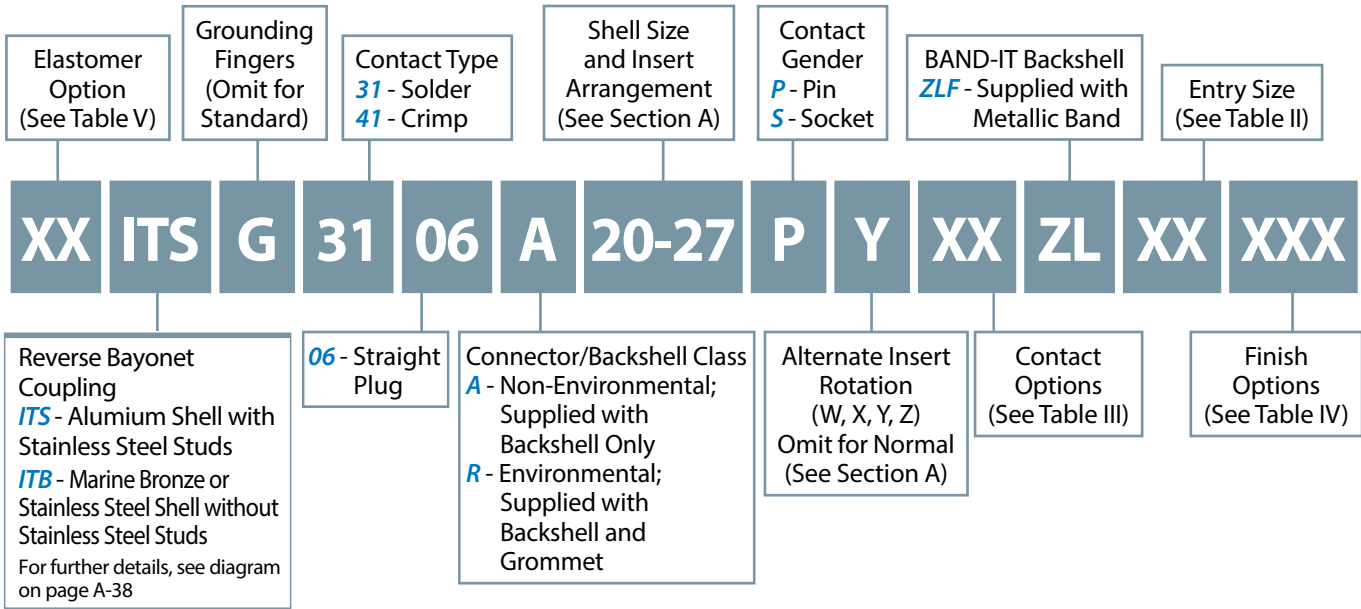 Elastomer
Option
(See Table V)
Grounding
Fingers
(Omit for
Standard)
Contact Type
31 - Solder
41 - Crimp
Shell Size
and Insert
Arrangement
(See Section A)
Contact
Gender
P - Pin
S - Socket
BAND-IT Backshell
ZLF - Supplied with
Metallic Band
Entry Size
(See Table II)
XX ITS G 31 06 A 20-27 P Y XX ZL XX XXX
Reverse Bayonet
Coupling
ITS - Alumium Shell with
Stainless Steel Studs
ITB - Marine Bronze or
Stainless Steel Shell without
Stainless Steel Studs
For further details, see diagram
on page A-38
06 - Straight
Plug
Connector/Backshell Class
A - Non-Environmental;
Supplied with
Backshell Only
R - Environmental;
Supplied with
Backshell and
Grommet
Alternate Insert
Rotation
(W, X, Y, Z)
Omit for Normal
(See Section A)
Contact
Options
(See Table III)
Finish
Options
(See Table IV)